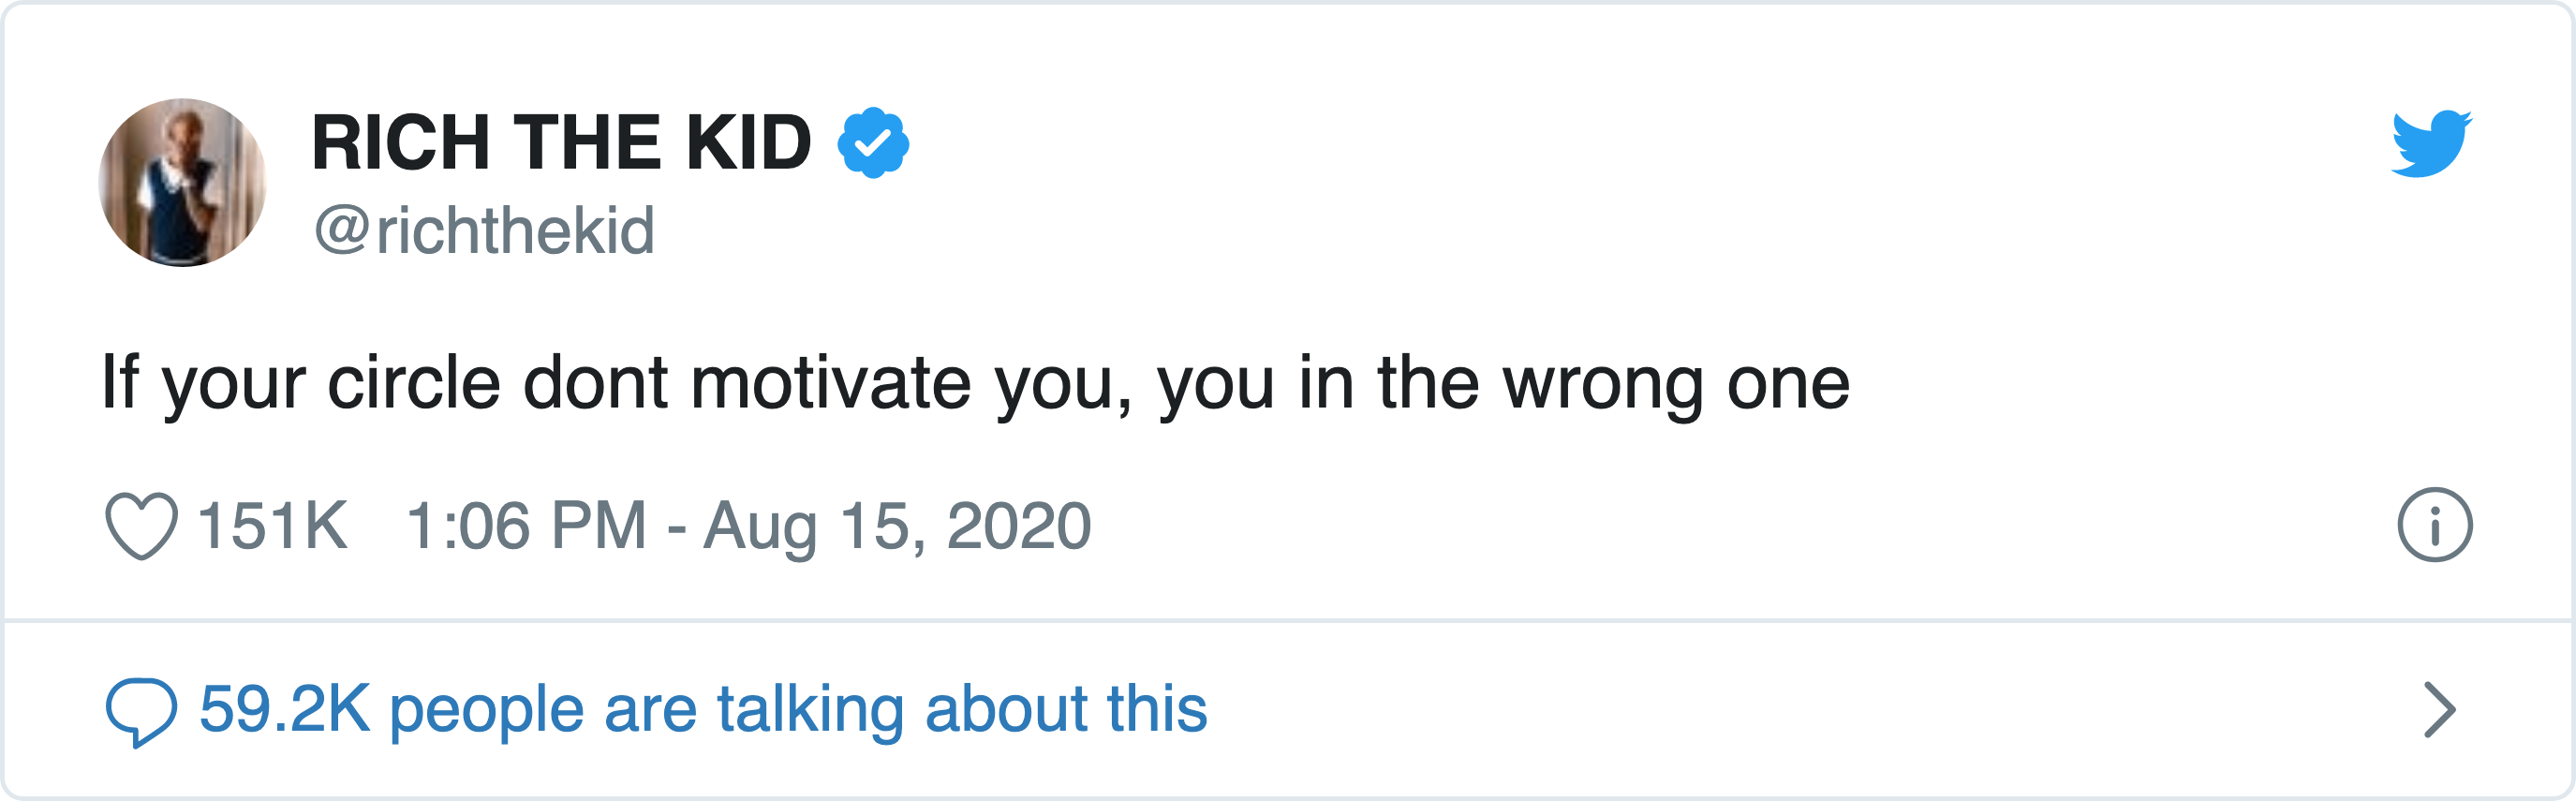 RICH THE KID
@richthekid
If your circle dont motivate you, you in the wrong one
151K 1:06 PM - Aug 15, 2020
59.2K people are talking about this